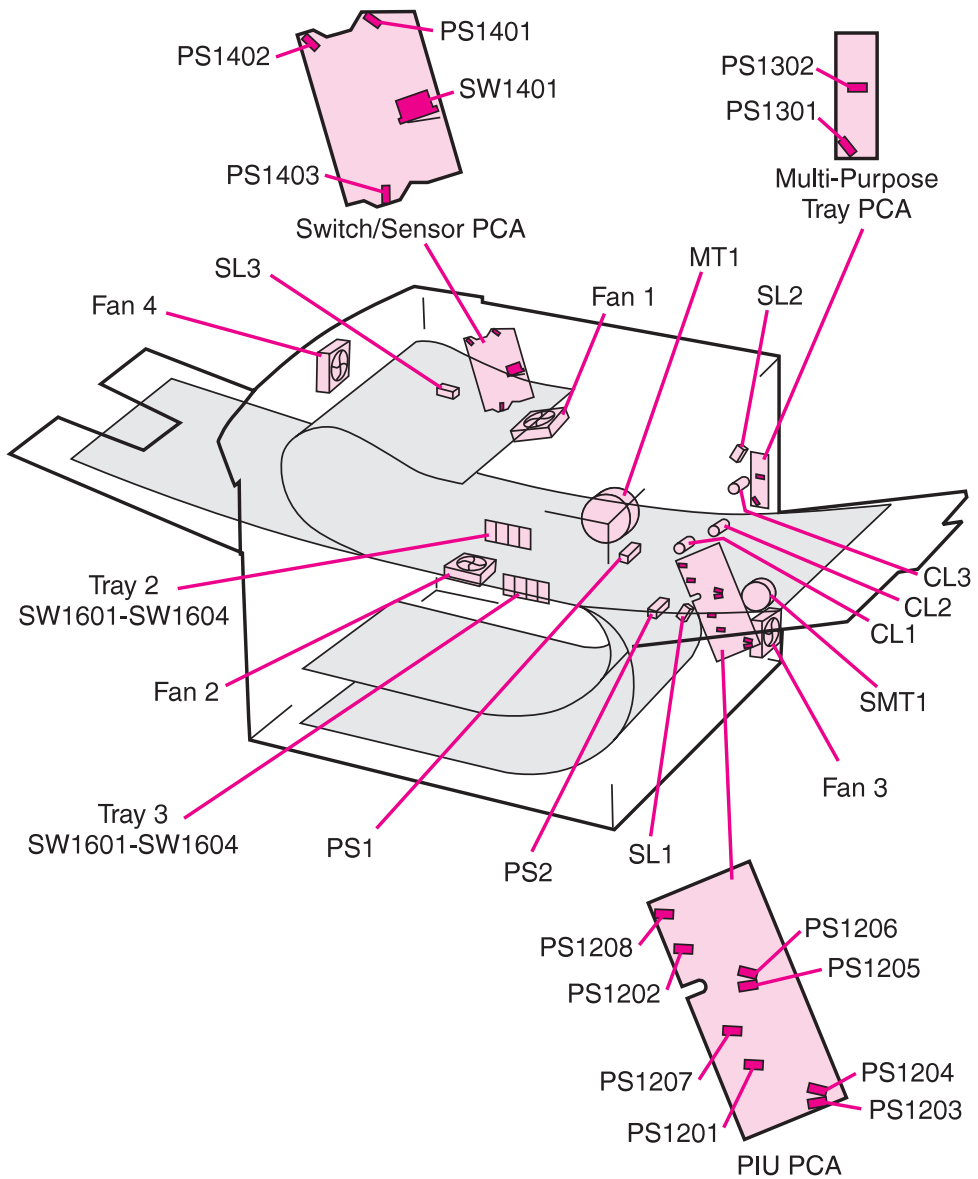 PS1401
PS1402
SW1401
PS1403
Switch/Sensor PCA
PS1302
PS1301
Multi-Purpose
Tray PCA
MT1
SL3
Fan 1
SL2
Fan 4
Tray 2
SW1601-SW1604
CL3
CL2
CL1
Fan 2
SMT1
Fan 3
Tray 3
SW1601-SW1604
PS1
PS2
SL1
PS1208
PS1206
PS1205
PS1202
PS1207
PS1204
PS1203
PS1201
PIU PCA